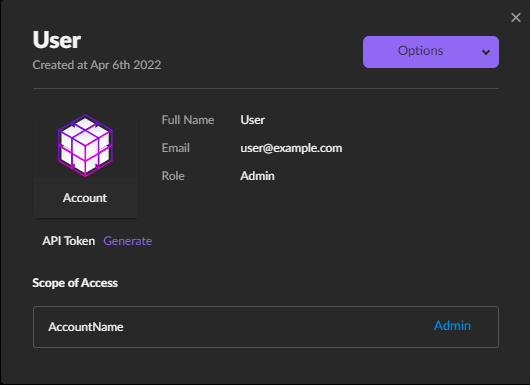 User
Created at Apr 6th 2022
Options
Full Name User
Email user@example.com
Role Admin
Account
API Token Generate
Scope of Access
AccountName Admin